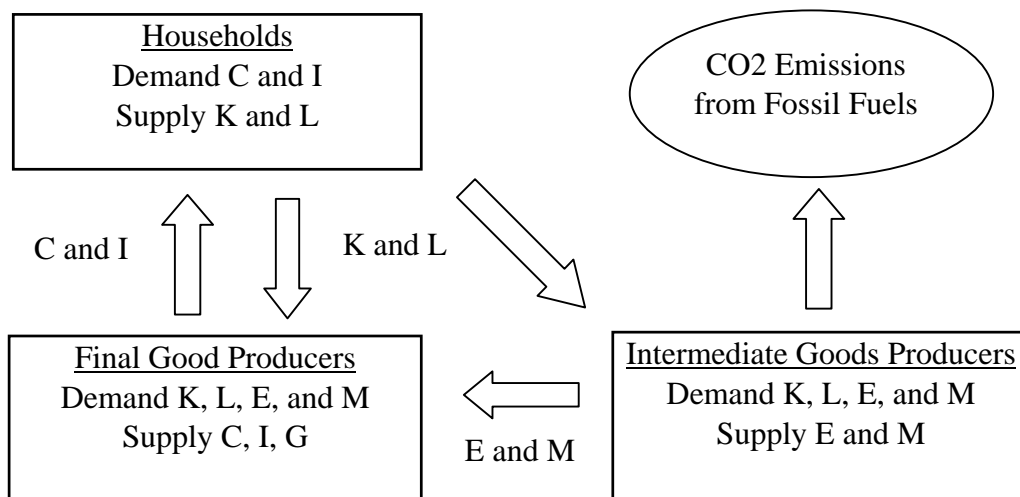 Households
Demand C and I
Supply K and L
CO2 Emissions
from Fossil Fuels
C and I
K and L
Final Good Producers
Demand K, L, E, and M
Supply C, I, G
E and M
Intermediate Goods Producers
Demand K, L, E, and M
Supply E and M